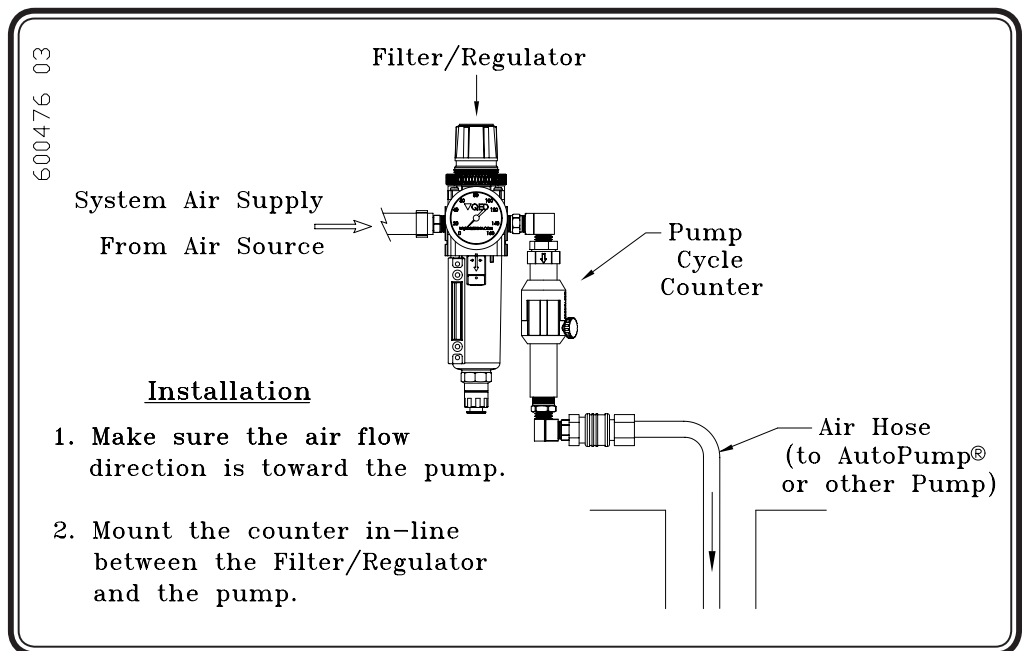 600476 03
Filter/Regulator
System Air Supply
From Air Source
Pump
Cycle
Counter
Installation
1. Make sure the air flow
direction is toward the pump.
2. Mount the counter in-line
between the Filter/Regulator
and the pump.
Air Hose
(to AutoPump®
or other Pump)
QED